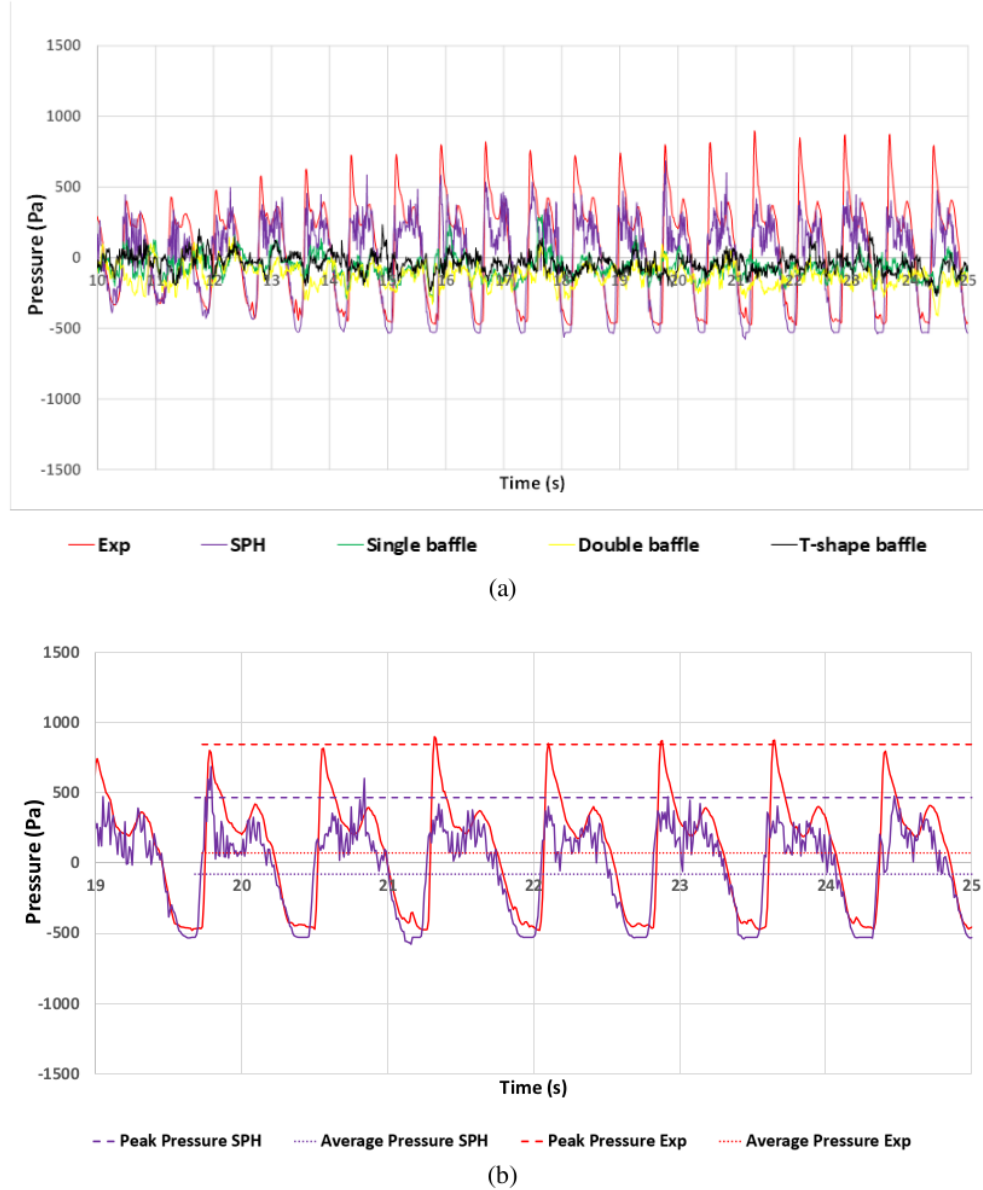 1500
1000
500
0
-500
-1000
-1500
Pressure (Pa)
10 11 12 13 14 15 16 17 18 19 20 21 22 23 24 25
Time (s)
Exp SPH Single baffle Double baffle T-shape baffle
(a)
1500
1000
500
0
-500
-1000
-1500
Pressure (Pa)
19 20 21 22 23 24 25
Time (s)
Peak Pressure SPH Average Pressure SPH Peak Pressure Exp Average Pressure Exp
(b)